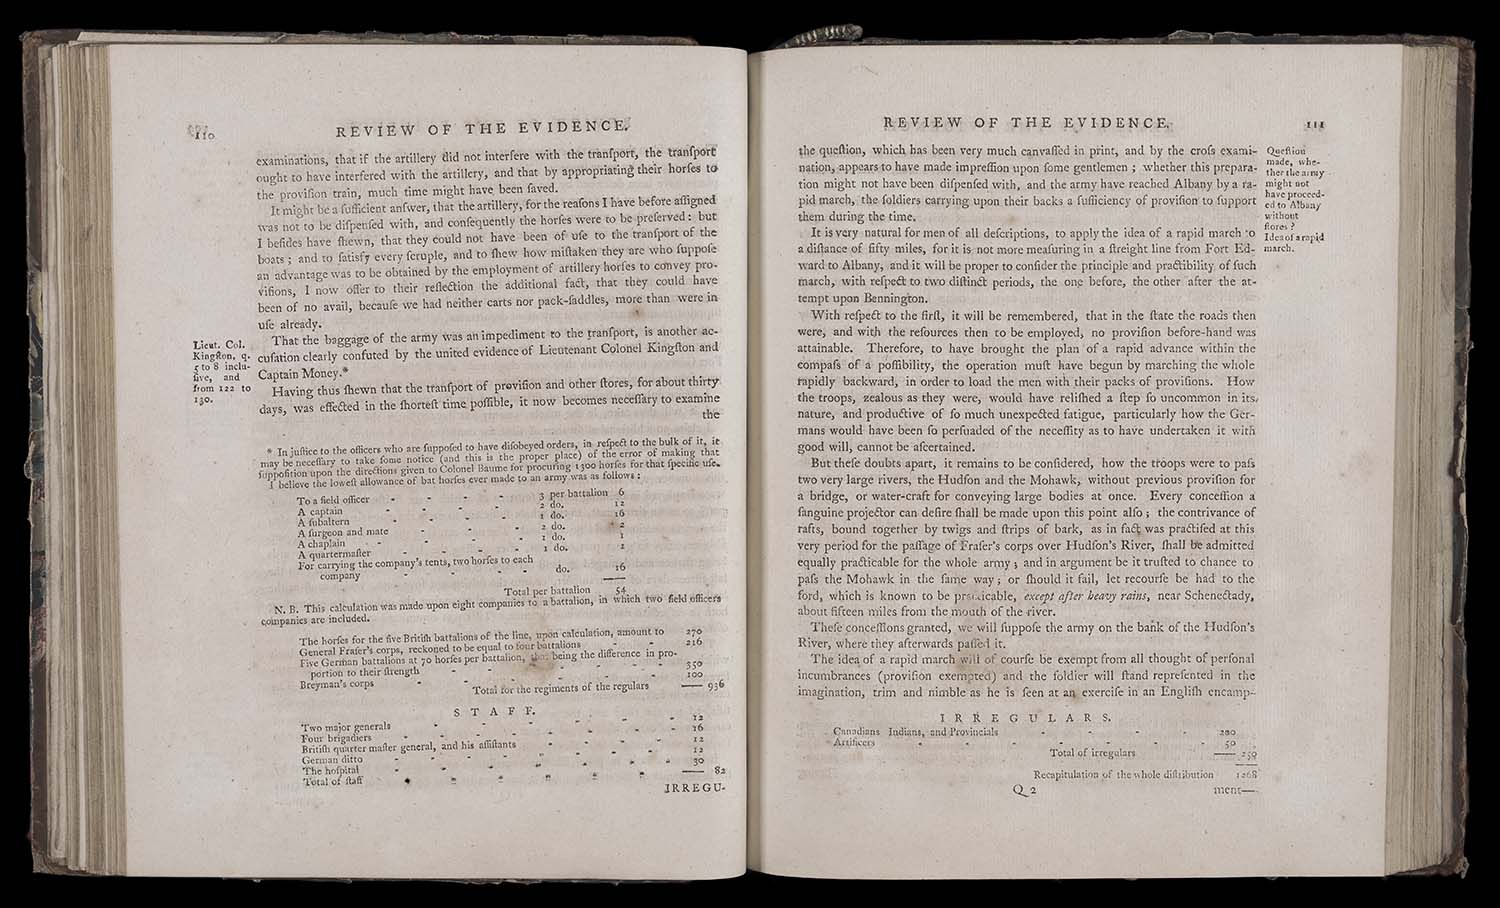 110
REVIEW OF THE EVIDENCE.
examinations, that if the artillery did not interfere with the tranſport, the tranſport
ought to have interfered with the artillery, and that by appropriating their horſes to
the proviſion train, much time might have been ſaved.
It might be a ſufficient anſwer, that the artillery, for the reaſons I have before aſſigned
was not to be diſpenſed with, and conſequently the horſes were to be preſerved: but
I beſides have ſhewn, that they could not have been of uſe to the tranſport of the
boats; and to ſatisfy every ſcruple, and to ſhew how miſtaken they are who ſuppoſe
an advantage was to be obtained by the employment of artillery horſes to convey pro-
viſions, I now offer to their reflection the additional fact, that they could have
been of no avail, becauſe we had neither carts nor pack-ſaddles, more than were in
uſe already.
Lieut. Col.
Kingſton, q.
5 to 8 inclu-
ſive, and
from 122 to
130.
That the baggage of the army was an impediment to the tranſport, is another ac-
cuſation clearly confuted by the united evidence of Lieutenant Colonel Kingſton and
Captain Money.*
Having thus ſhewn that the tranſport of proviſion and other ſtores, for about thirty
days, was effected in the ſhorteſt time poſſible, it now becomes neceſſary to examine
the
* In juſtice to the officers who are ſuppoſed to have diſobeyed orders, in reſpect to the bulk of it, it
may be neceſſary to take ſome notice (and this is the proper place) of the error of making that
ſuppoſition upon the directions given to Colonel Baume for procuring 1300 horſes for that ſpecific uſe.
I believe the loweſt allowance of bat horſes ever made to an army was as follows:
To a field officer - - - - 3 per battalion 6
A captain - - - - 2 do. 12
A ſubaltern - - - - 1 do. 16
A ſurgeon and mate - - - 2 do. 2
A chaplain - - - - 1 do. 1
A quartermaſter - - - - 1 do. 1
For carrying the company's tents, two horſes to each
company - - - - do. 16
Total per battalion 54
N. B. This calculation was made upon eight companies to a battalion, in which two field officers
companies are included.
The horſes for the five Britiſh battalions of the line, upon calculation, amount to 270
General Fraſer's corps, reckoned to be equal to four battalions - - 216
Five German battalions at 70 horſes per battalion, being the difference in pro-
portion to their ſtrength - - - - - 350
Breyman's corps - - - - - 100
Total for the regiments of the regulars —— 936
STAFF.
Two major generals - - - - - - 12
Four brigadiers - - - - - - 16
Britiſh quarter maſter general, and his aſſiſtants - - - 12
German ditto - - - - - - 12
The hoſpital - - - - - - 30
Total of ſtaff - - - - - —— 82
IRREGU-
REVIEW OF THE EVIDENCE.
111
the queſtion, which has been very much canvaſſed in print, and by the croſs exami-
nation, appears to have made impreſſion upon ſome gentlemen; whether this prepara-
tion might not have been diſpenſed with, and the army have reached Albany by a ra-
pid march, the ſoldiers carrying upon their backs a ſufficiency of proviſion to ſupport
them during the time.
Queſtion
made, whe-
ther the army
might not
have proceed-
ed to Albany
without
ſtores?
Idea of a rapid
march.
It is very natural for men of all deſcriptions, to apply the idea of a rapid march to
a diſtance of fifty miles, for it is not more meaſuring in a ſtreight line from Fort Ed-
ward to Albany, and it will be proper to conſider the principle and practibility of ſuch
march, with reſpect to two diſtinct periods, the one before, the other after the at-
tempt upon Bennington.
With reſpect to the firſt, it will be remembered, that in the ſtate the roads then
were, and with the reſources then to be employed, no proviſion before-hand was
attainable. Therefore, to have brought the plan of a rapid advance within the
compaſs of a poſſibility, the operation muſt have begun by marching the whole
rapidly backward, in order to load the men with their packs of proviſions. How
the troops, zealous as they were, would have reliſhed a ſtep ſo uncommon in its
nature, and productive of ſo much unexpected fatigue, particularly how the Ger-
mans would have been ſo perſuaded of the neceſſity as to have undertaken it with
good will, cannot be aſcertained.
But theſe doubts apart, it remains to be conſidered, how the troops were to paſs
two very large rivers, the Hudſon and the Mohawk, without previous proviſion for
a bridge, or water-craft for conveying large bodies at once. Every conceſſion a
ſanguine projector can deſire ſhall be made upon this point alſo; the contrivance of
rafts, bound together by twigs and ſtrips of bark, as in fact was practiſed at this
very period for the paſſage of Fraſer's corps over Hudſon's River, ſhall be admitted
equally practicable for the whole army; and in argument be it truſted to chance to
paſs the Mohawk in the ſame way; or ſhould it fail, let recourſe be had to the
ford, which is known to be practicable, except after heavy rains, near Schenectady,
about fifteen miles from the mouth of the river.
Theſe conceſſions granted, we will ſuppoſe the army on the bank of the Hudſon's
River, where they afterwards paſſed it.
The idea of a rapid march will of courſe be exempt from all thought of perſonal
incumbrances (proviſion exempted) and the ſoldier will ſtand repreſented in the
imagination, trim and nimble as he is ſeen at an exerciſe in an Engliſh encamp-
IRREGULARS.
Canadians Indians, and Provincials - - - - 200
Artificers - - - - - - 50
Total of irregulars —— 250
Recapitulation of the whole diſtribution 1268
Q 2
ment—